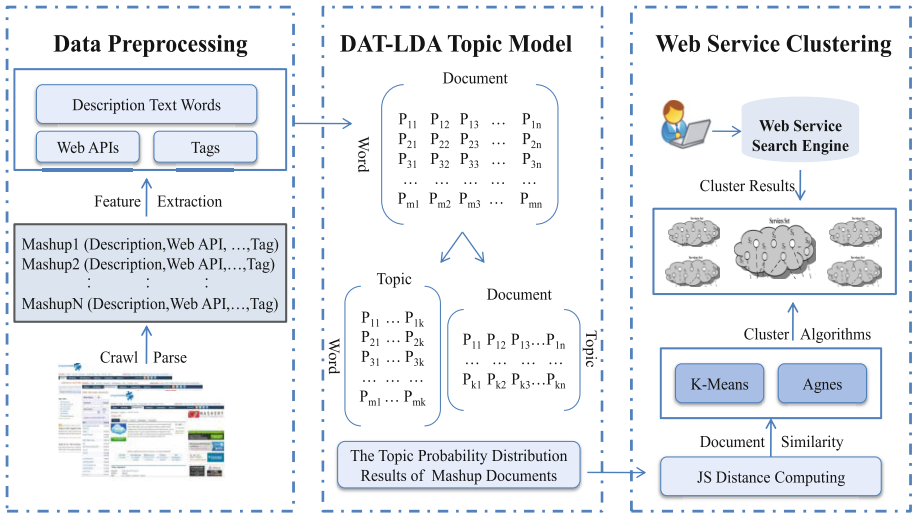 Data Preprocessing
Description Text Words
Web APIs
Tags
Feature Extraction
Mashup1 (Description,Web API, …,Tag)
Mashup2 (Description,Web API,…,Tag)
. . .
. . .
MashupN (Description,Web API,…,Tag)
Crawl Parse
DAT-LDA Topic Model
Document
Word
P11 P12 P13 … P1n
P21 P22 P23 … P2n
P31 P32 P33 … P3n
… … … … …
Pm1 Pm2 Pm3 … Pmn
Topic
Word
P11 … P1k
P21 … P2k
P31 … P3k
… … …
Pm1 … Pmk
Document
Topic
P11 P12 P13…P1n
… … … …
Pk1 Pk2 Pk3…Pkn
The Topic Probability Distribution
Results of Mashup Documents
Web Service Clustering
Web Service
Search Engine
Cluster Results
Services Set
Cluster Algorithms
K-Means
Agnes
Document Similarity
JS Distance Computing